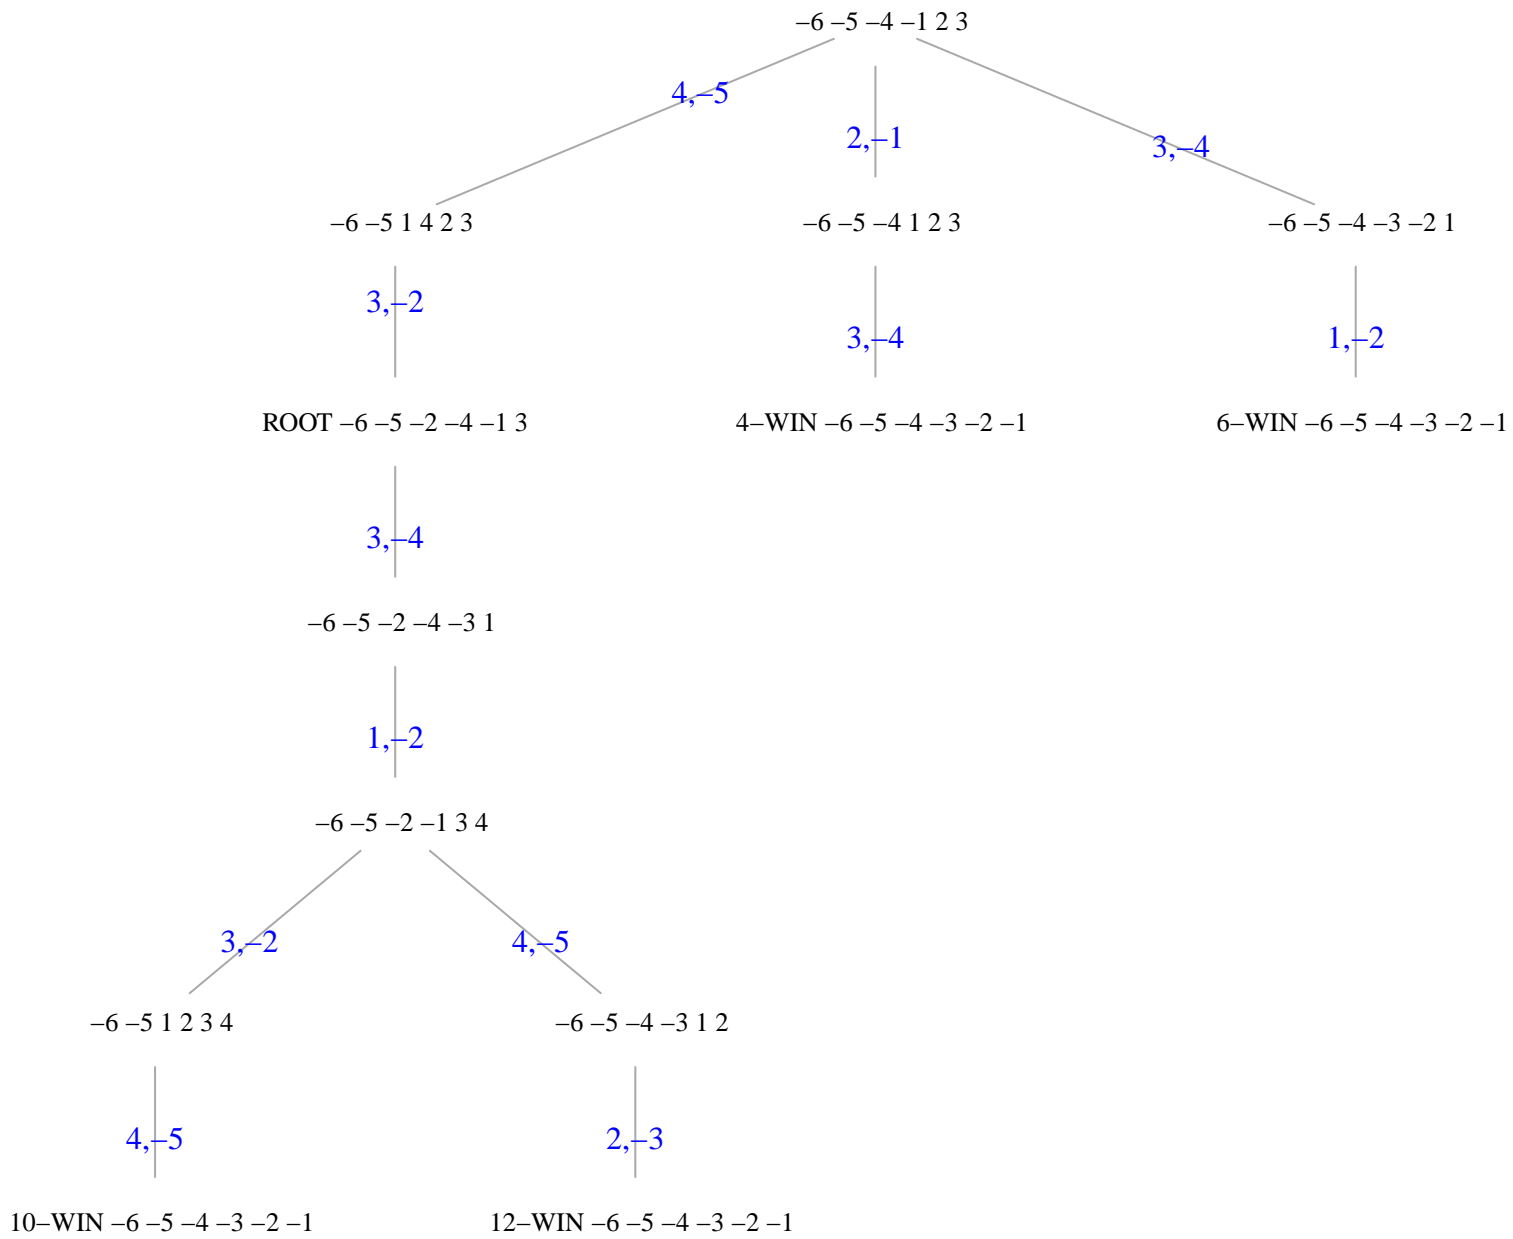 –6 –5 –4 –1 2 3
4,–5
2,–1
3,–4
–6 –5 1 4 2 3
–6 –5 –4 1 2 3
–6 –5 –4 –3 –2 1
3,–2
3,–4
1,–2
ROOT –6 –5 –2 –4 –1 3
4–WIN –6 –5 –4 –3 –2 –1
6–WIN –6 –5 –4 –3 –2 –1
3,–4
–6 –5 –2 –4 –3 1
1,–2
–6 –5 –2 –1 3 4
3,–2
4,–5
–6 –5 1 2 3 4
–6 –5 –4 –3 1 2
4,–5
2,–3
10–WIN –6 –5 –4 –3 –2 –1
12–WIN –6 –5 –4 –3 –2 –1